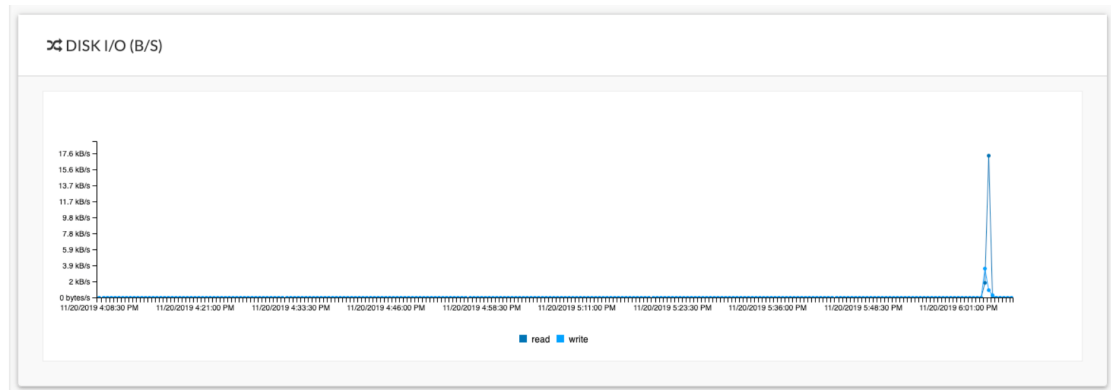 DISK I/O (B/S)
17.6 kB/s
15.6 kB/s
13.7 kB/s
11.7 kB/s
9.8 kB/s
7.8 kB/s
5.9 kB/s
3.9 kB/s
2 kB/s
0 bytes/s
11/20/2019 4:08:30 PM 11/20/2019 4:21:00 PM 11/20/2019 4:33:30 PM 11/20/2019 4:46:00 PM 11/20/2019 4:58:30 PM 11/20/2019 5:11:00 PM 11/20/2019 5:23:30 PM 11/20/2019 5:36:00 PM 11/20/2019 5:48:30 PM 11/20/2019 6:01:00 PM
read write